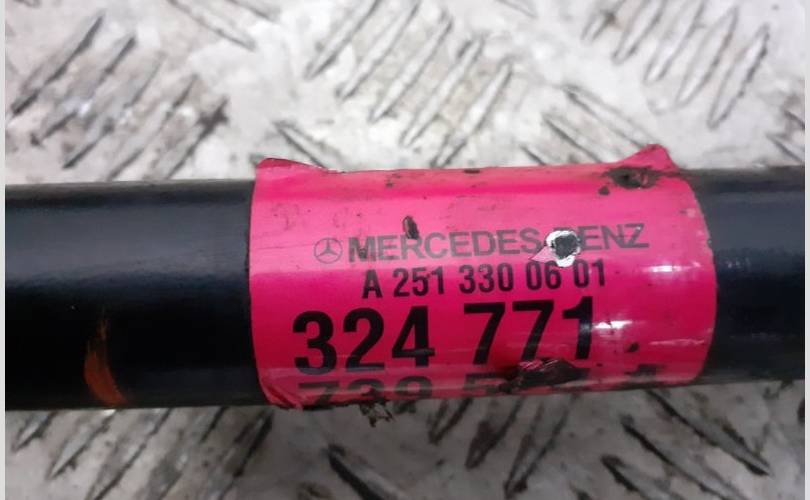 MERCEDES-BENZ
A 251 330 06 01
324 771